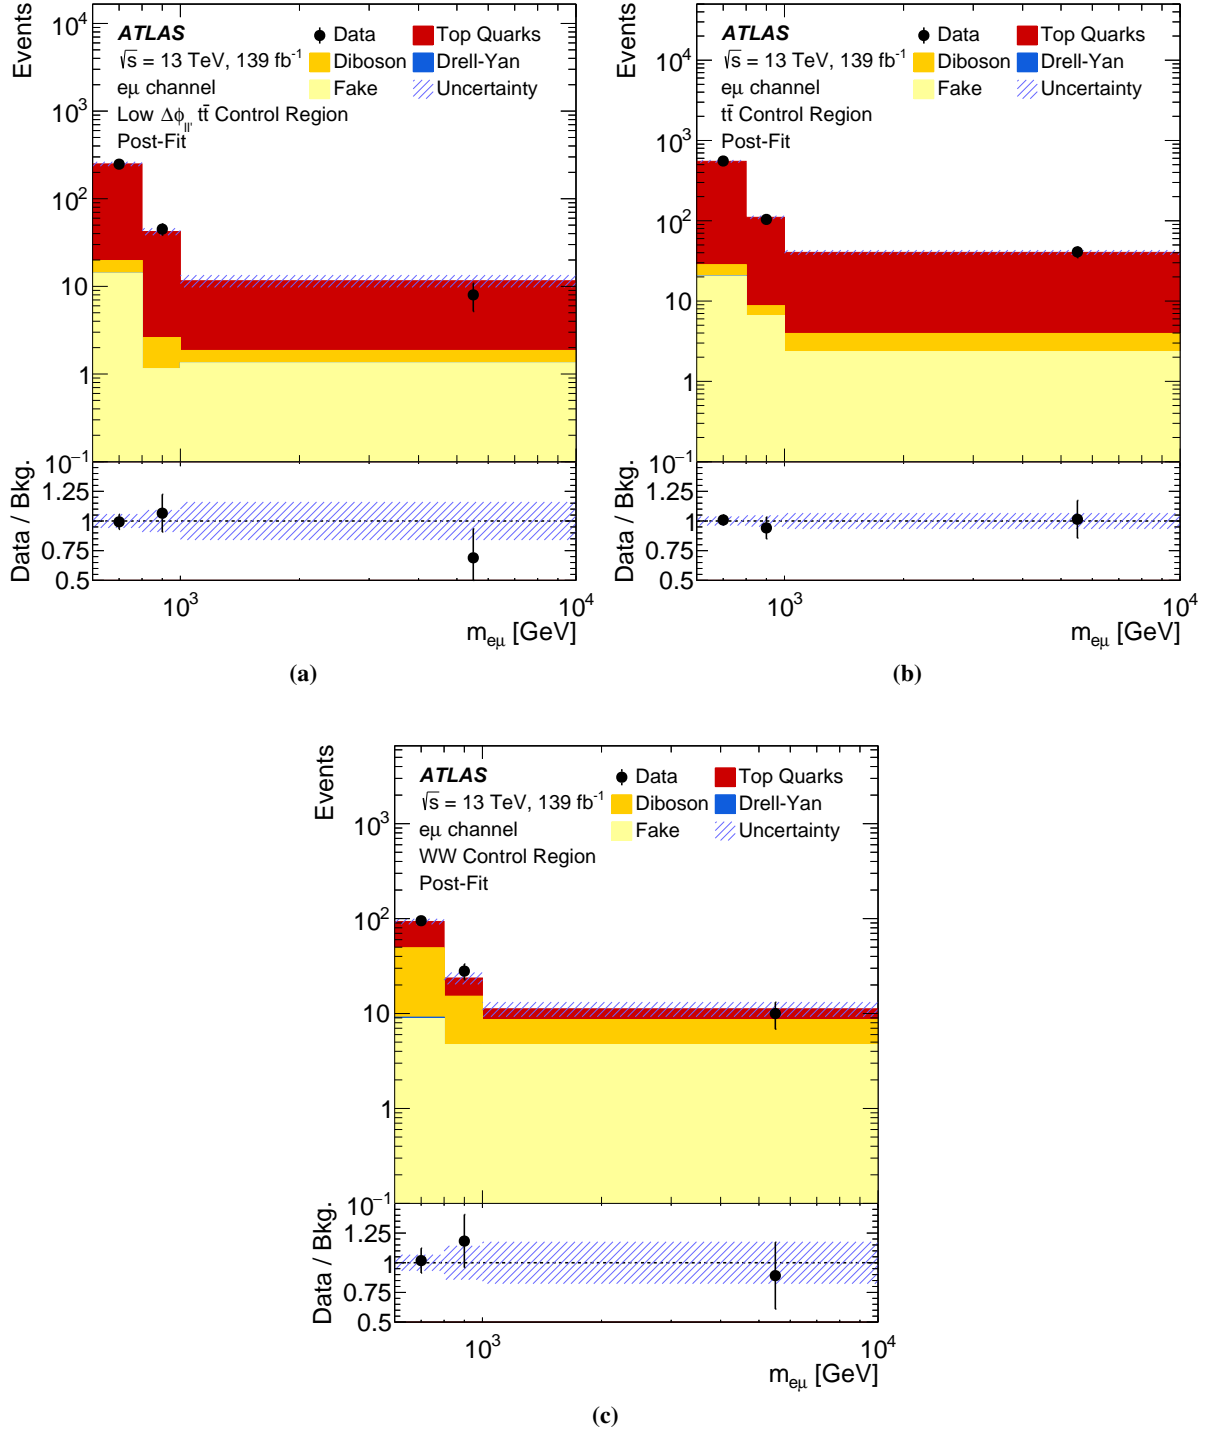 Events
10⁴
10³
10²
10
1
10⁻¹
ATLAS
√s = 13 TeV, 139 fb⁻¹
eμ channel
Low Δϕ_ll' tt̄ Control Region
Post-Fit
Data
Top Quarks
Diboson
Drell-Yan
Fake
Uncertainty
Data / Bkg.
1.25
1
0.75
0.5
10³
10⁴
m_eμ [GeV]
(a)
Events
10⁴
10³
10²
10
1
10⁻¹
ATLAS
√s = 13 TeV, 139 fb⁻¹
eμ channel
tt̄ Control Region
Post-Fit
Data
Top Quarks
Diboson
Drell-Yan
Fake
Uncertainty
Data / Bkg.
1.25
1
0.75
0.5
10³
10⁴
m_eμ [GeV]
(b)
Events
10³
10²
10
1
10⁻¹
ATLAS
√s = 13 TeV, 139 fb⁻¹
eμ channel
WW Control Region
Post-Fit
Data
Top Quarks
Diboson
Drell-Yan
Fake
Uncertainty
Data / Bkg.
1.25
1
0.75
0.5
10³
10⁴
m_eμ [GeV]
(c)